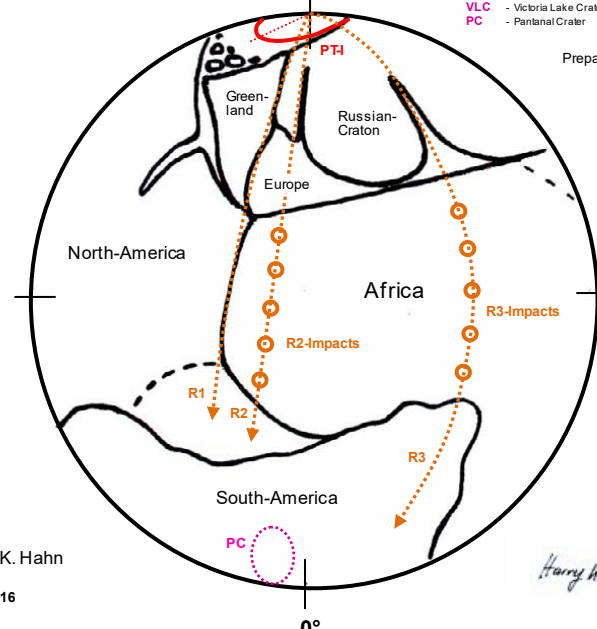 VLC - Victoria Lake Crat
PC - Pantanal Crater
Prepa
PT-I
Green-
land
Russian-
Craton
Europe
North-America
Africa
R3-Impacts
R2-Impacts
R1
R2
R3
South-America
PC
K. Hahn
Harry
16
0°